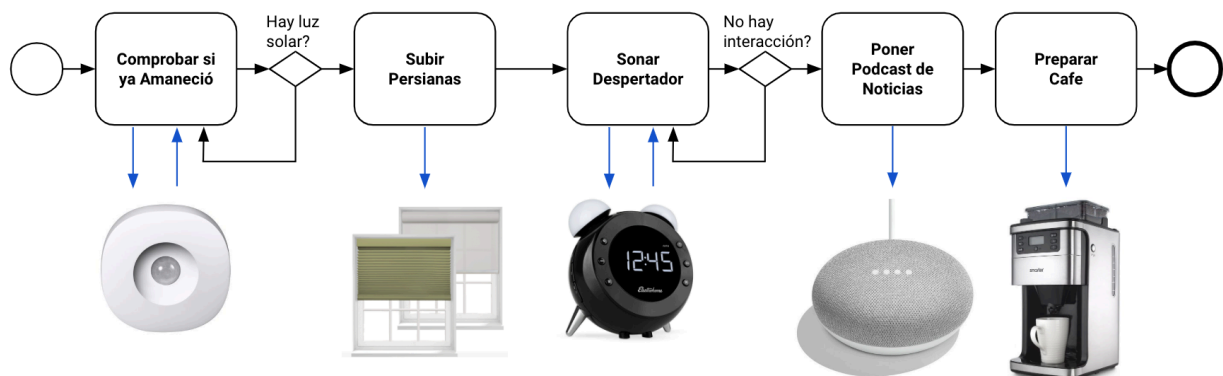 Comprobar si
ya Amaneció
Hay luz
solar?
Subir
Persianas
Sonar
Despertador
No hay
interacción?
Poner
Podcast de
Noticias
Preparar
Cafe
12:45